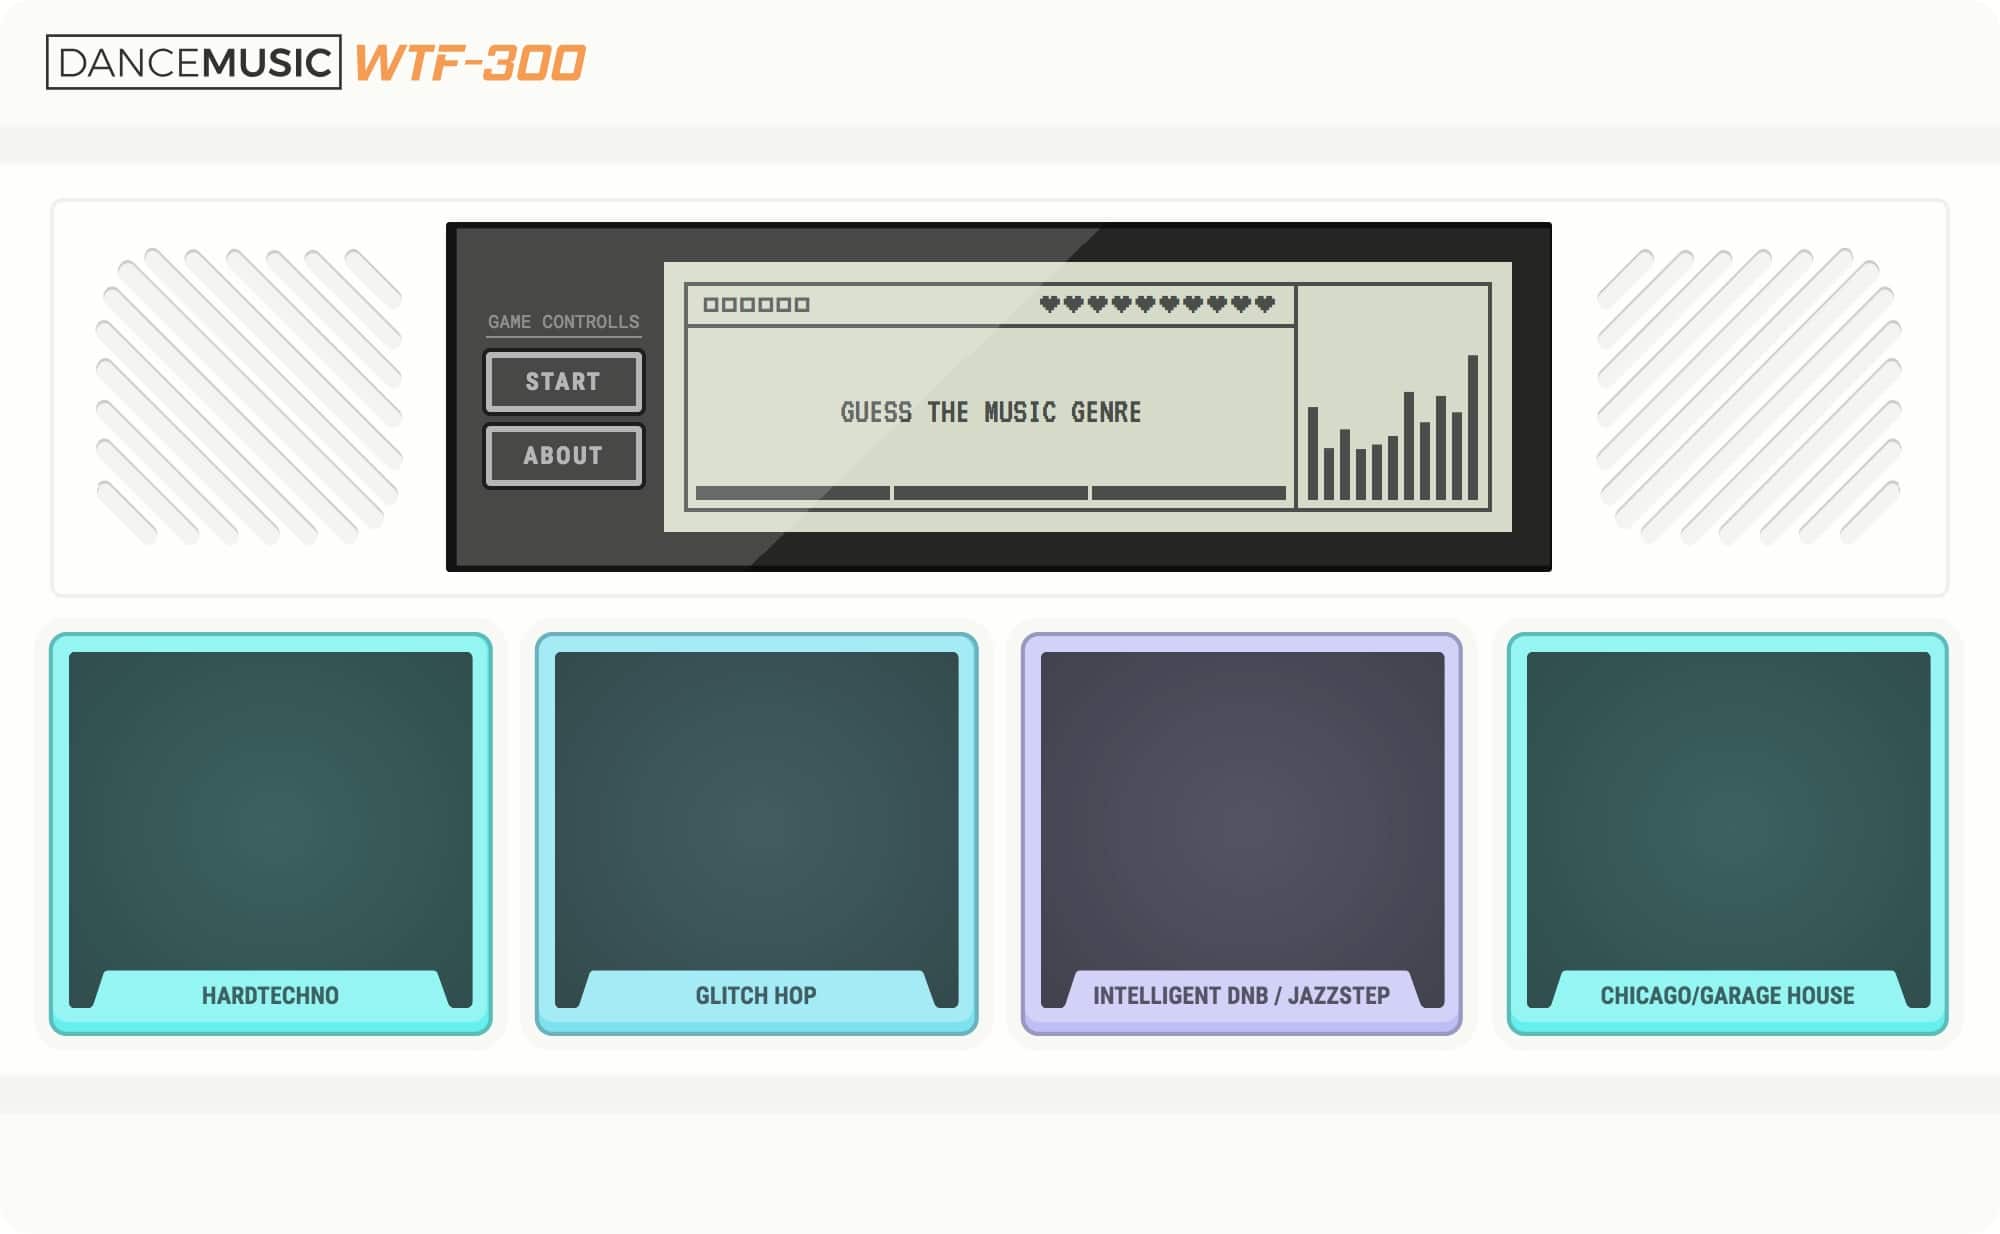 DANCEMUSIC WTF-300
GAME CONTROLLS
START
ABOUT
GUESS THE MUSIC GENRE
HARDTECHNO
GLITCH HOP
INTELLIGENT DNB / JAZZSTEP
CHICAGO/GARAGE HOUSE